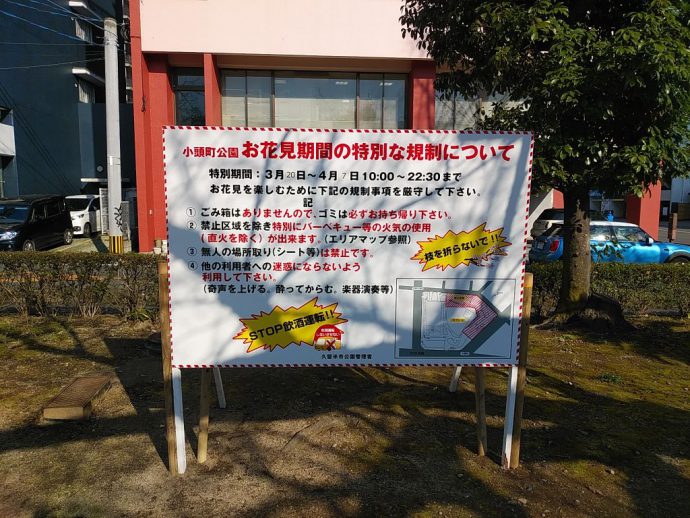 小頭町公園 お花見期間の特別な規制について
特別期間：3月20日～4月7日10:00～22:30まで
お花見を楽しむために下記の規制事項を厳守して下さい。
記
① ごみ箱はありませんので、ゴミは必ずお持ち帰り下さい。
② 禁止区域を除き特別にバーベキュー等の火気の使用
（直火を除く）が出来ます。（エリアマップ参照）
③ 無人の場所取り（シート等）は禁止です。
④ 他の利用者への迷惑にならないよう
利用して下さい。
（奇声を上げる。酔ってからむ。楽器演奏等）
枝を折らないで!!
STOP飲酒運転!!
久留米市公園管理者